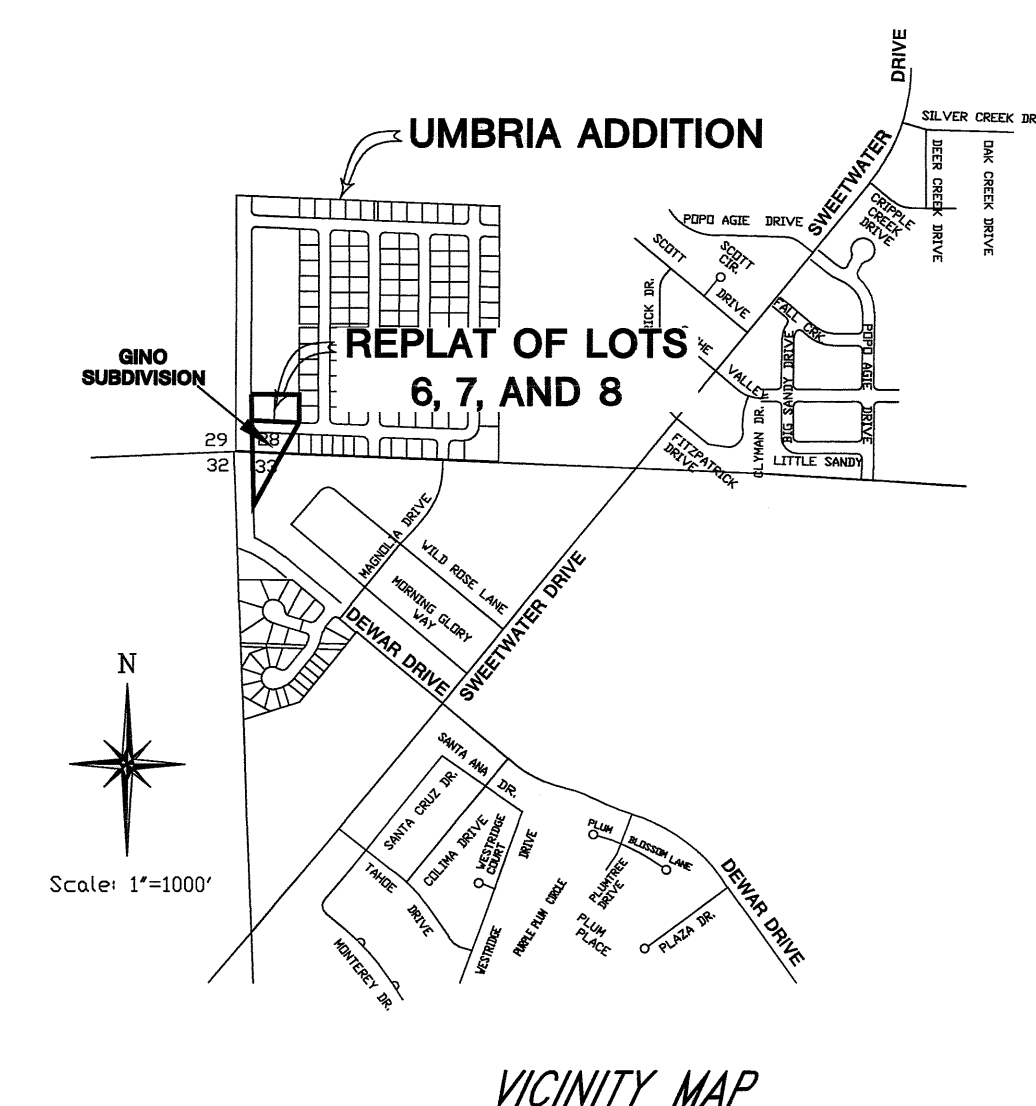 DRIVE
SILVER CREEK DR
UMBRIA ADDITION
SWEETWATER
DEER CREEK DRIVE
OAK CREEK DRIVE
CRIPPLE
CREEK
DRIVE
POPO AGIE DRIVE
SCOTT
DRIVE
SCOTT
CIR.
RICK DR.
HE VALLEY
FALL CRK
POPO AGIE DRIVE
BIG SANDY DRIVE
CLYMAN DR.
LITTLE SANDY
FITZPATRICK
DRIVE
REPLAT OF LOTS
6, 7, AND 8
GINO
SUBDIVISION
29
28
32
33
MAGNOLIA DRIVE
WILD ROSE LANE
MORNING GLORY
WAY
DEWAR DRIVE
SWEETWATER DRIVE
N
Scale: 1"=1000'
SANTA ANA DR.
SANTA CRUZ DR.
COLIMA DRIVE
WESTRIDGE
COURT
WESTRIDGE DRIVE
TAHOE DRIVE
MONTEREY DR.
PURPLE PLUM CIRCLE
PLUM BLOSSOM LANE
PLUMTREE
DRIVE
PLUM
PLACE
PLAZA DR.
DEWAR DRIVE
VICINITY MAP